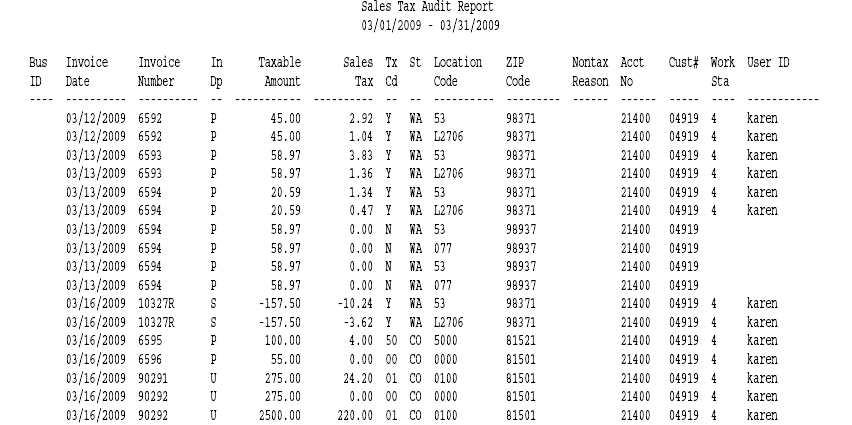 Sales Tax Audit Report
03/01/2009 - 03/31/2009
Bus Invoice Invoice In Taxable Sales Tx St Location ZIP Nontax Acct Cust# Work User ID
ID Date Number Dp Amount Tax Cd Code Code Reason No Sta
---- ---------- ---------- -- ----------- ---------- -- -- ---------- --------- ------ ------ ----- ---- ------------
03/12/2009 6592 P 45.00 2.92 Y WA 53 98371 21400 04919 4 karen
03/12/2009 6592 P 45.00 1.04 Y WA L2706 98371 21400 04919 4 karen
03/13/2009 6593 P 58.97 3.83 Y WA 53 98371 21400 04919 4 karen
03/13/2009 6593 P 58.97 1.36 Y WA L2706 98371 21400 04919 4 karen
03/13/2009 6594 P 20.59 1.34 Y WA 53 98371 21400 04919 4 karen
03/13/2009 6594 P 20.59 0.47 Y WA L2706 98371 21400 04919 4 karen
03/13/2009 6594 P 58.97 0.00 N WA 53 98937 21400 04919
03/13/2009 6594 P 58.97 0.00 N WA 077 98937 21400 04919
03/13/2009 6594 P 58.97 0.00 N WA 53 98937 21400 04919
03/13/2009 6594 P 58.97 0.00 N WA 077 98937 21400 04919
03/16/2009 10327R S -157.50 -10.24 Y WA 53 98371 21400 04919 4 karen
03/16/2009 10327R S -157.50 -3.62 Y WA L2706 98371 21400 04919 4 karen
03/16/2009 6595 P 100.00 4.00 50 CO 5000 81521 21400 04919 4 karen
03/16/2009 6596 P 55.00 0.00 00 CO 0000 81501 21400 04919 4 karen
03/16/2009 90291 U 275.00 24.20 01 CO 0100 81501 21400 04919 4 karen
03/16/2009 90292 U 275.00 0.00 00 CO 0000 81501 21400 04919 4 karen
03/16/2009 90292 U 2500.00 220.00 01 CO 0100 81501 21400 04919 4 karen